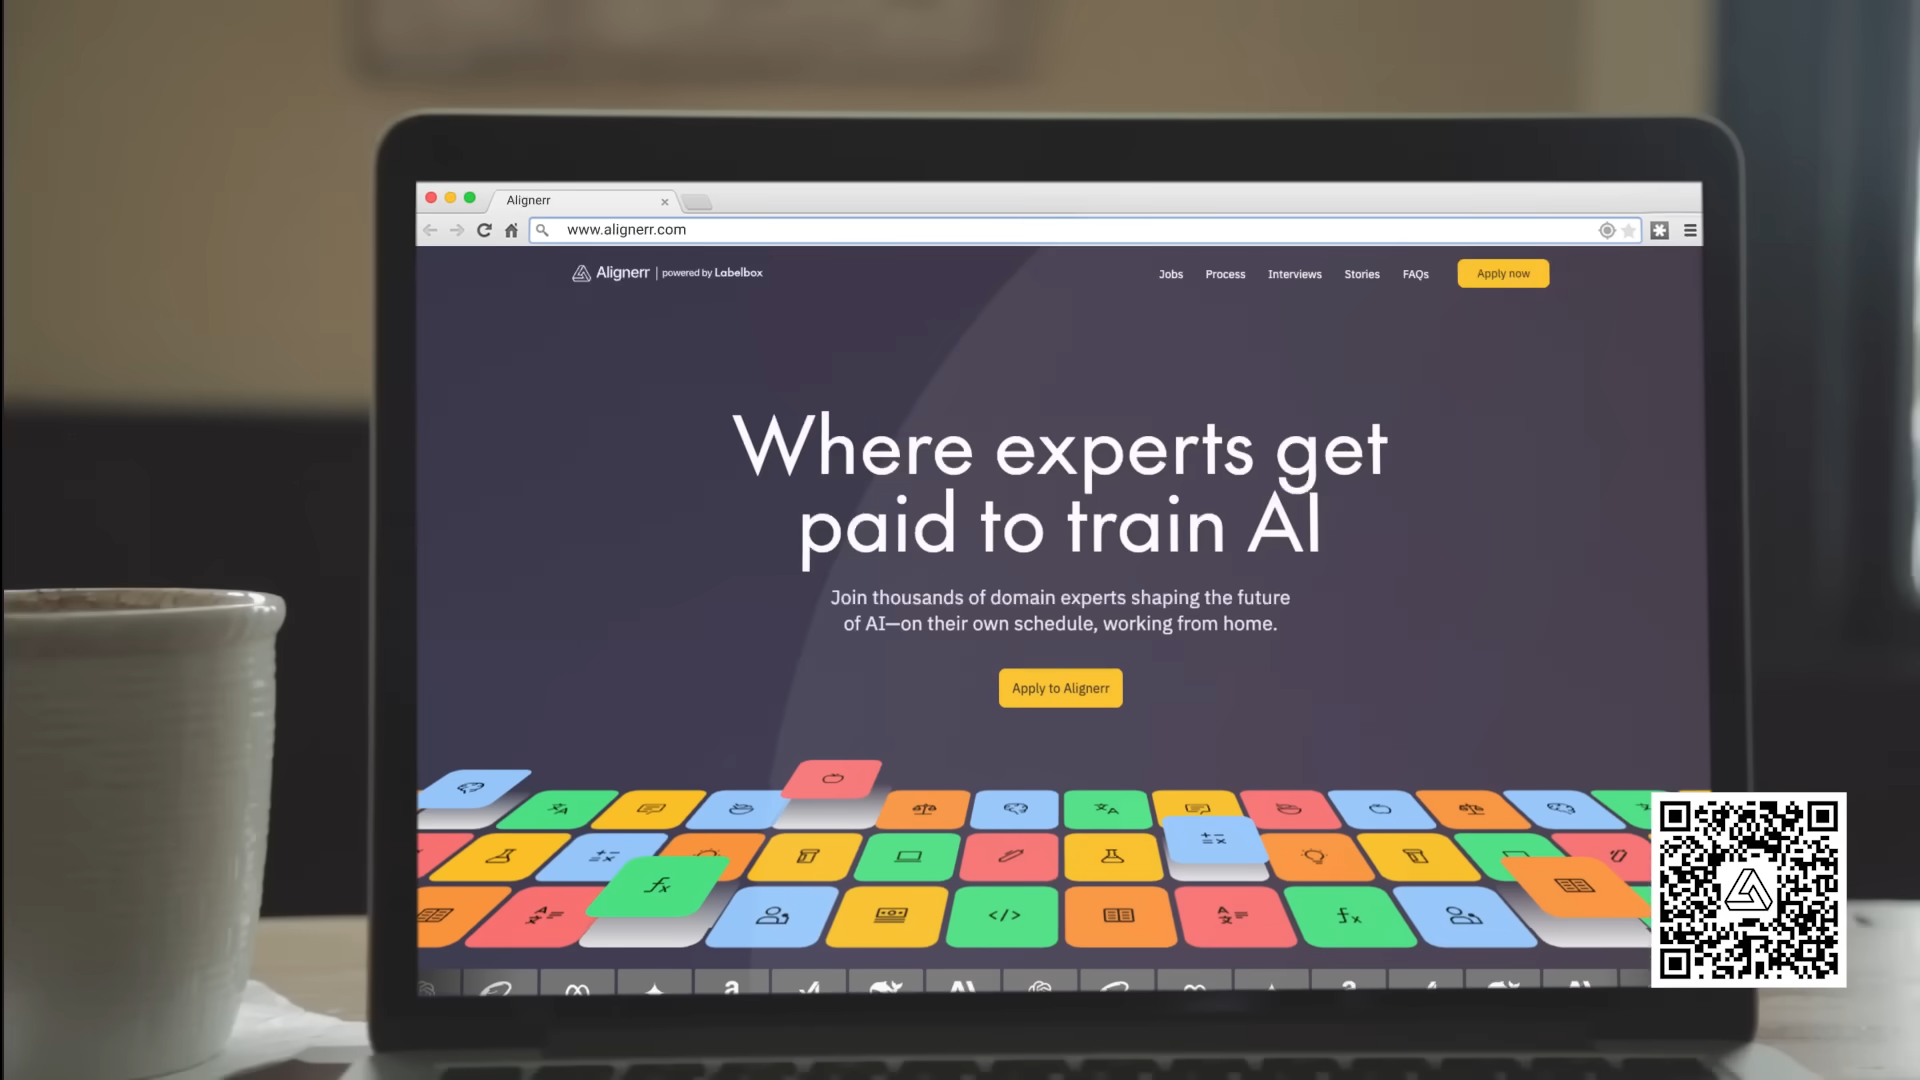 Alignerr
www.alignerr.com
Alignerr | powered by Labelbox
Jobs Process Interviews Stories FAQs Apply now
Where experts get
paid to train AI
Join thousands of domain experts shaping the future
of AI—on their own schedule, working from home.
Apply to Alignerr